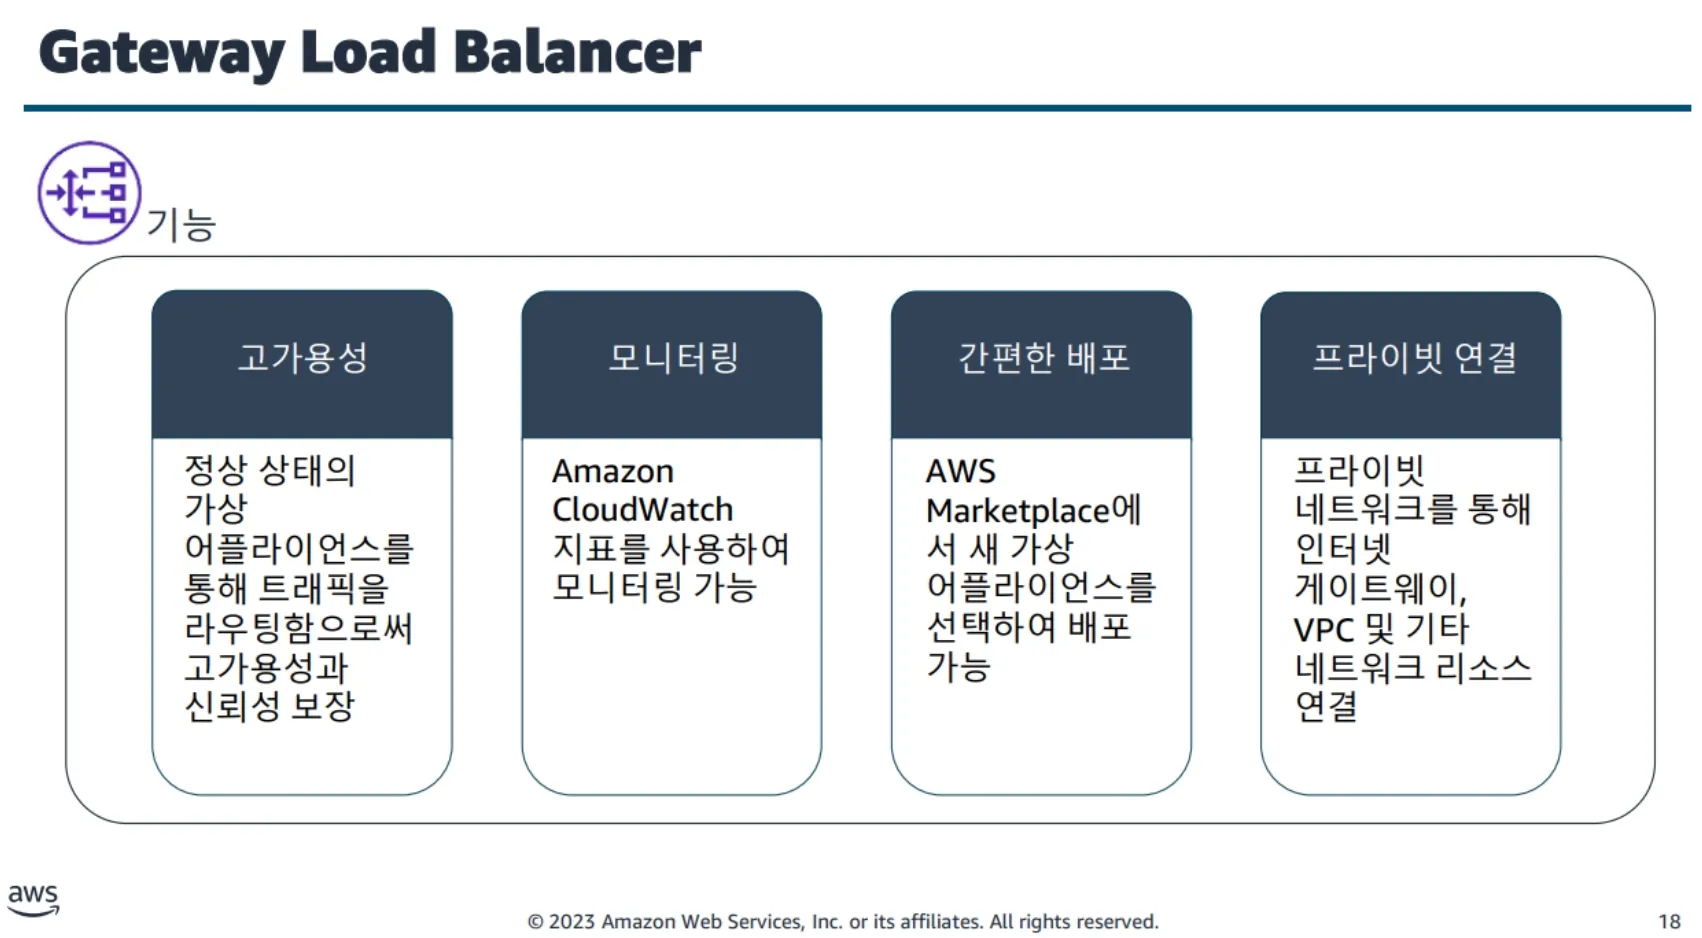 Gateway Load Balancer
기능
고가용성
정상 상태의
가상
어플라이언스를
통해 트래픽을
라우팅함으로써
고가용성과
신뢰성 보장
모니터링
Amazon
CloudWatch
지표를 사용하여
모니터링 가능
간편한 배포
AWS
Marketplace에
서 새 가상
어플라이언스를
선택하여 배포
가능
프라이빗 연결
프라이빗
네트워크를 통해
인터넷
게이트웨이,
VPC 및 기타
네트워크 리소스
연결
aws
© 2023 Amazon Web Services, Inc. or its affiliates. All rights reserved.
18